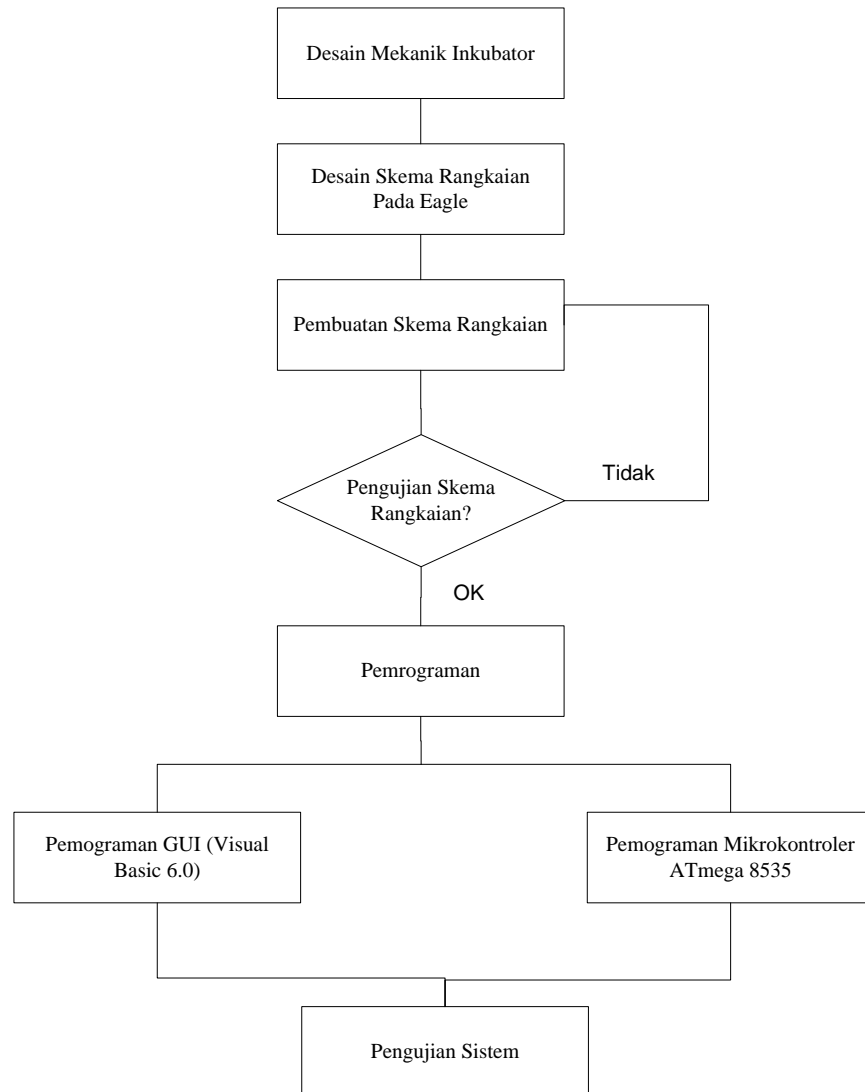 Desain Mekanik Inkubator
Desain Skema Rangkaian
Pada Eagle
Pembuatan Skema Rangkaian
Pengujian Skema
Rangkaian?
Tidak
OK
Pemrograman
Pemograman GUI (Visual
Basic 6.0)
Pemograman Mikrokontroler
ATmega 8535
Pengujian Sistem